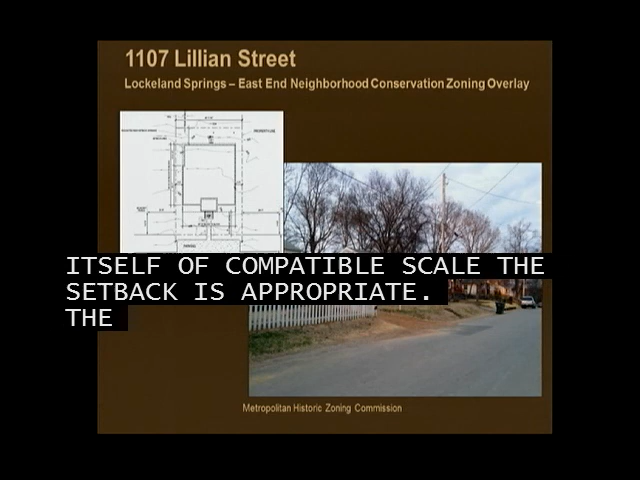 1107 Lillian Street
Lockeland Springs – East End Neighborhood Conservation Zoning Overlay
ITSELF OF COMPATIBLE SCALE THE
SETBACK IS APPROPRIATE.
THE
Metropolitan Historic Zoning Commission